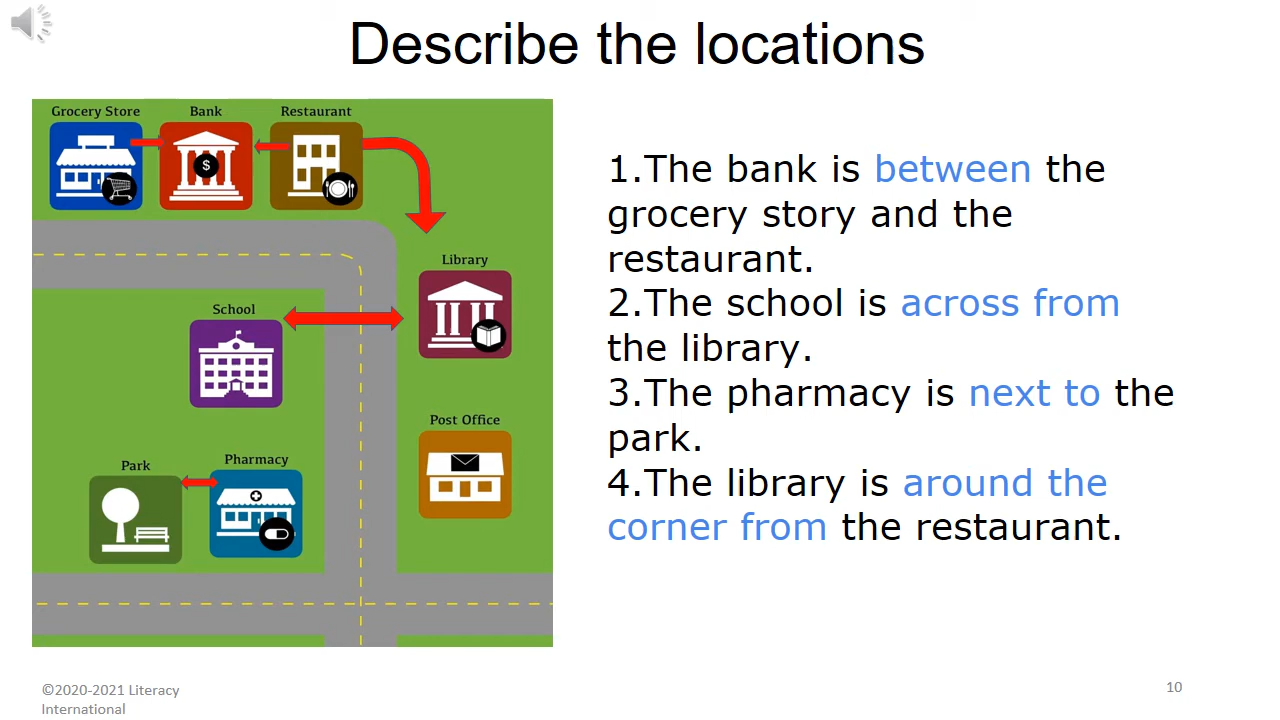 Describe the locations
Grocery Store
Bank
Restaurant
$
Library
School
Post Office
Park
Pharmacy
1.The bank is between the
grocery story and the
restaurant.
2.The school is across from
the library.
3.The pharmacy is next to the
park.
4.The library is around the
corner from the restaurant.
©2020-2021 Literacy
International
10